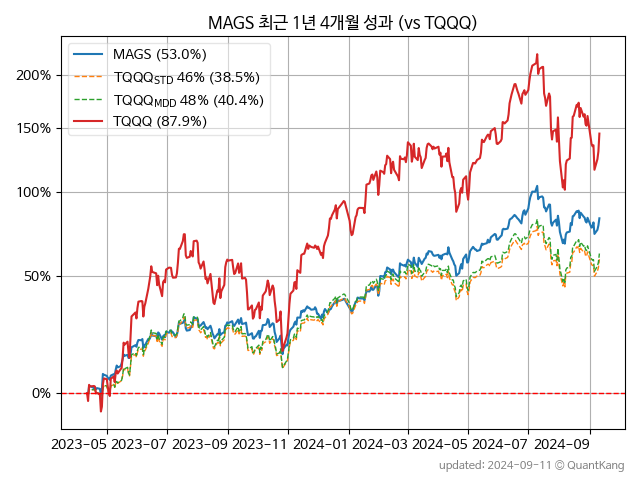 MAGS 최근 1년 4개월 성과 (vs TQQQ)
MAGS (53.0%)
TQQQSTD 46% (38.5%)
TQQQMDD 48% (40.4%)
TQQQ (87.9%)
200%
150%
100%
50%
0%
2023-05 2023-07 2023-09 2023-11 2024-01 2024-03 2024-05 2024-07 2024-09
updated: 2024-09-11 © QuantKang